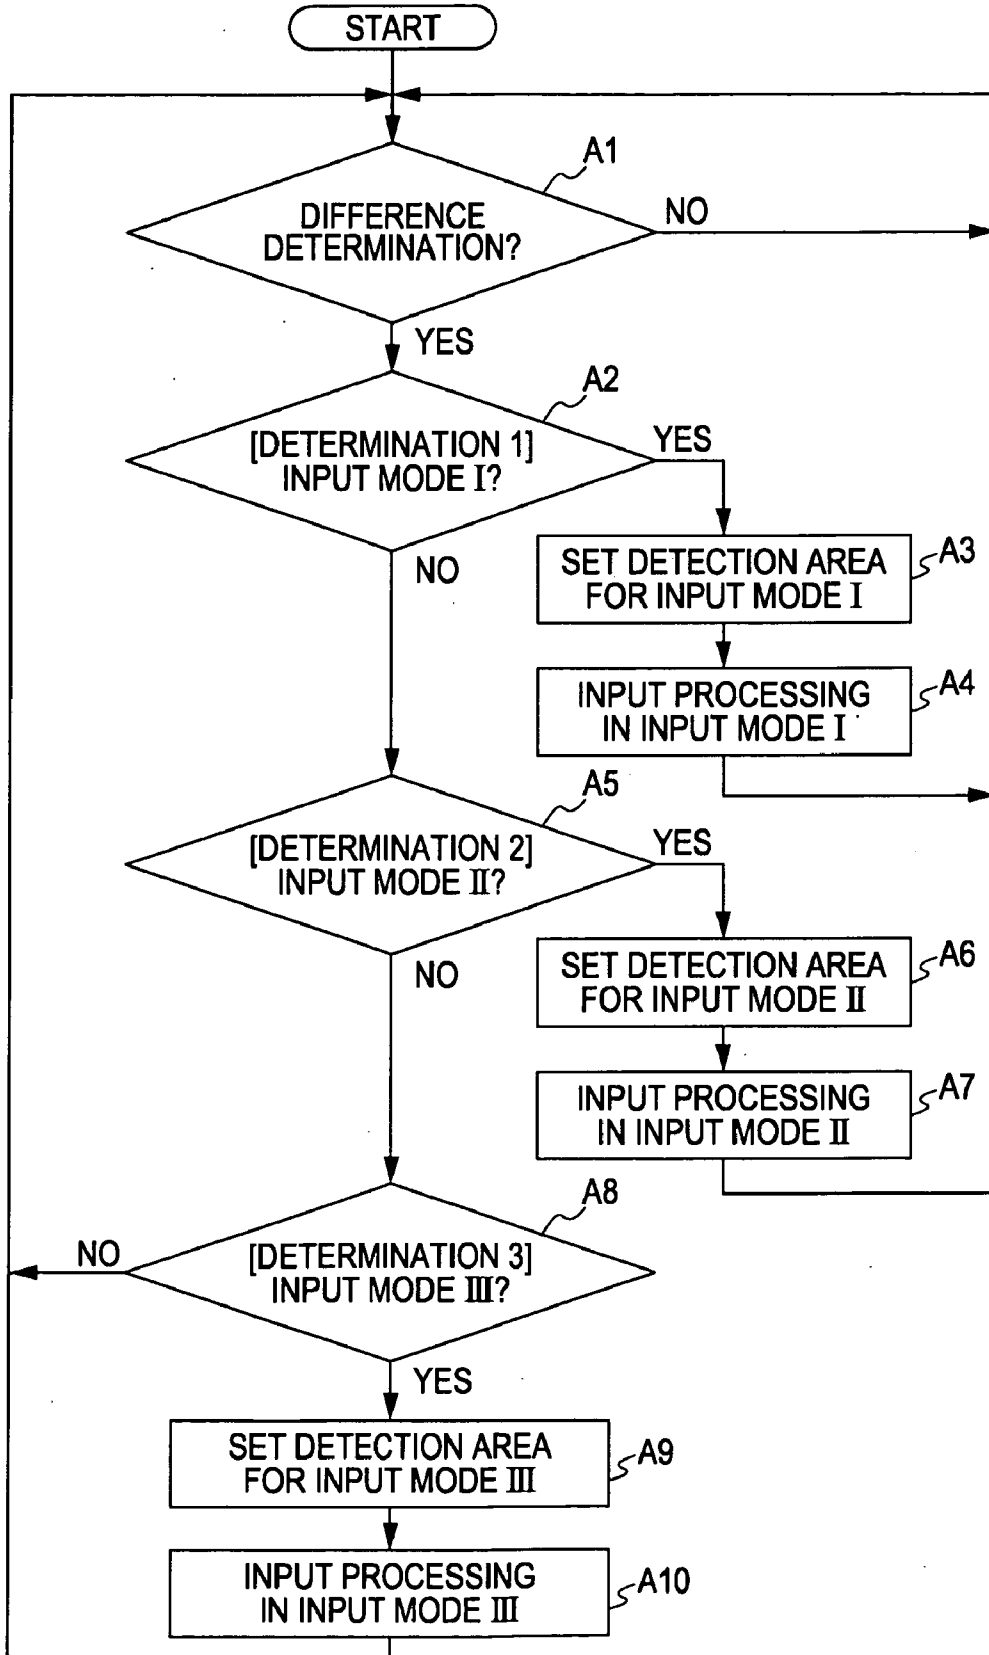 START
A1
DIFFERENCE
DETERMINATION?
NO
YES
A2
[DETERMINATION 1]
INPUT MODE I?
YES
NO
SET DETECTION AREA
FOR INPUT MODE I
A3
INPUT PROCESSING
IN INPUT MODE I
A4
A5
[DETERMINATION 2]
INPUT MODE II?
YES
NO
SET DETECTION AREA
FOR INPUT MODE II
A6
INPUT PROCESSING
IN INPUT MODE II
A7
A8
[DETERMINATION 3]
INPUT MODE III?
NO
YES
SET DETECTION AREA
FOR INPUT MODE III
A9
INPUT PROCESSING
IN INPUT MODE III
A10